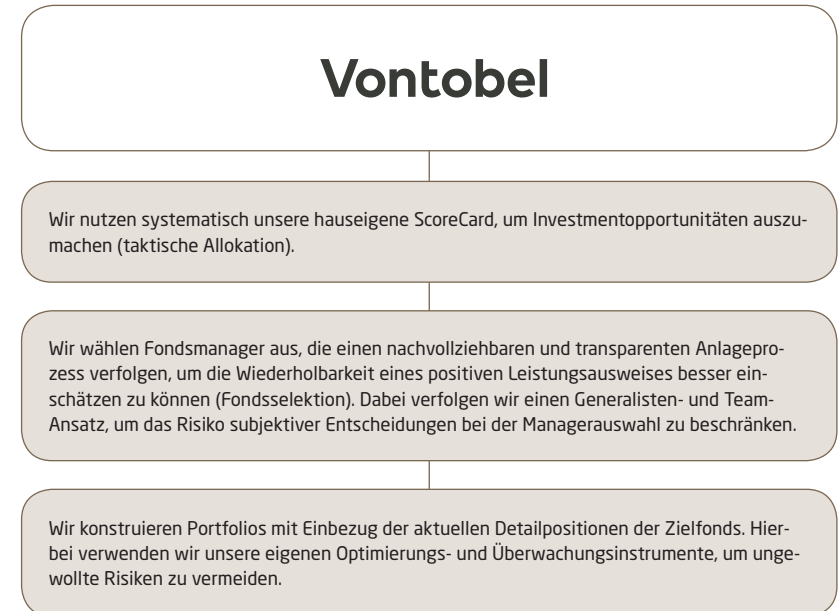 Vontobel
Wir nutzen systematisch unsere hauseigene ScoreCard, um Investmentopportunitäten auszu-
machen (taktische Allokation).
Wir wählen Fondsmanager aus, die einen nachvollziehbaren und transparenten Anlagepro-
zess verfolgen, um die Wiederholbarkeit eines positiven Leistungsausweises besser ein-
schätzen zu können (Fondsselektion). Dabei verfolgen wir einen Generalisten- und Team-
Ansatz, um das Risiko subjektiver Entscheidungen bei der Managerauswahl zu beschränken.
Wir konstruieren Portfolios mit Einbezug der aktuellen Detailpositionen der Zielfonds. Hier-
bei verwenden wir unsere eigenen Optimierungs- und Überwachungsinstrumente, um unge-
wollte Risiken zu vermeiden.